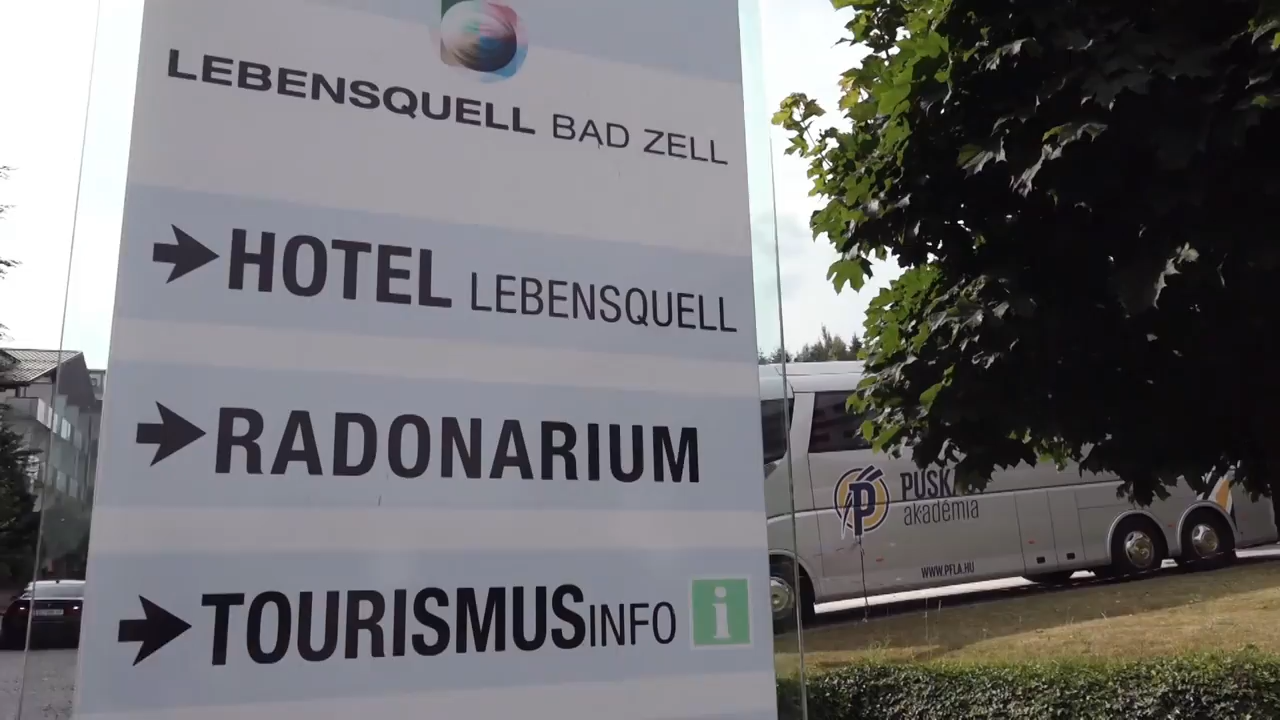 LEBENSQUELL BAD ZELL
HOTEL LEBENSQUELL
RADONARIUM
TOURISMUSINFO i
P
akadémia
WWW.PFLA.HU